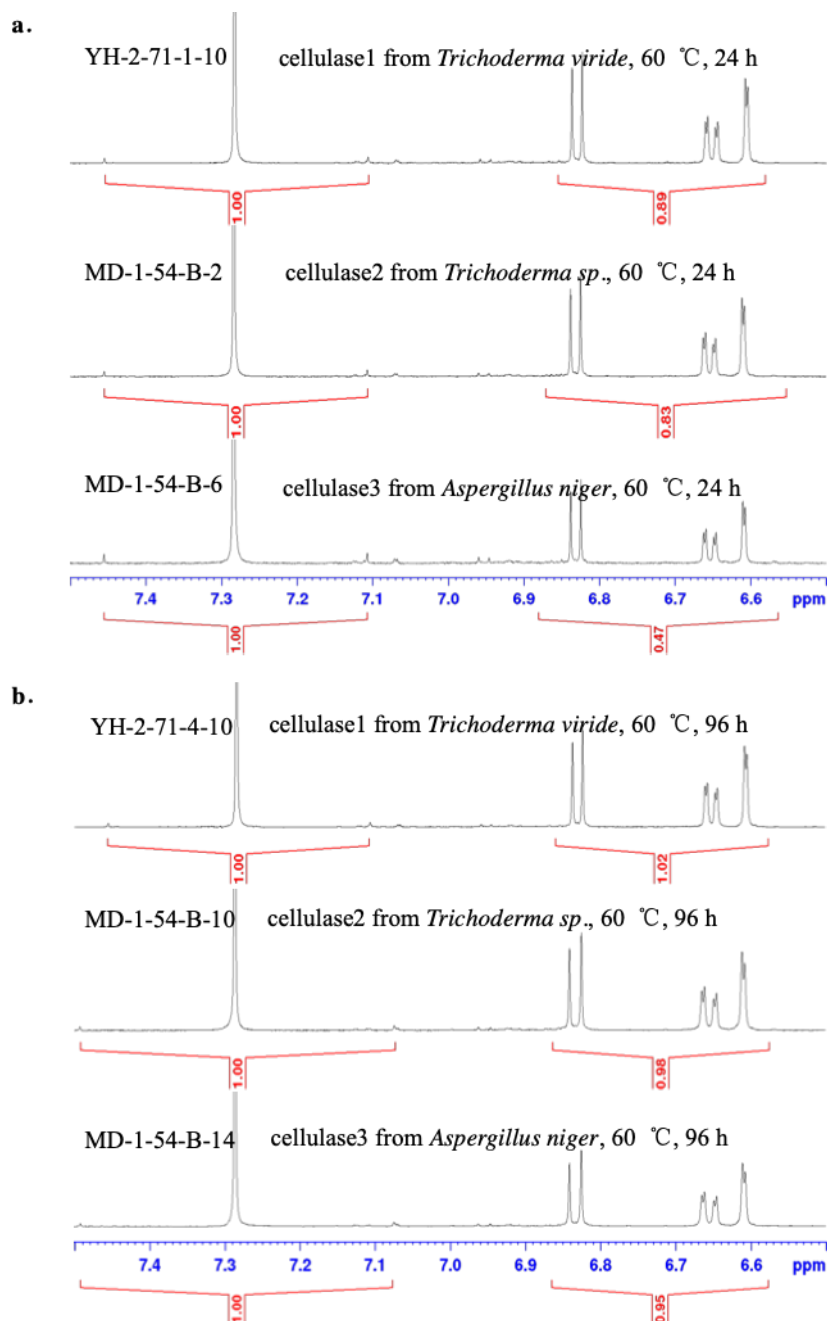 a.
YH-2-71-1-10 cellulase1 from Trichoderma viride, 60 ℃, 24 h
1.00 0.89
MD-1-54-B-2 cellulase2 from Trichoderma sp., 60 ℃, 24 h
1.00 0.83
MD-1-54-B-6 cellulase3 from Aspergillus niger, 60 ℃, 24 h
7.4 7.3 7.2 7.1 7.0 6.9 6.8 6.7 6.6 ppm
1.00 0.47
b.
YH-2-71-4-10 cellulase1 from Trichoderma viride, 60 ℃, 96 h
1.00 1.02
MD-1-54-B-10 cellulase2 from Trichoderma sp., 60 ℃, 96 h
1.00 0.98
MD-1-54-B-14 cellulase3 from Aspergillus niger, 60 ℃, 96 h
7.4 7.3 7.2 7.1 7.0 6.9 6.8 6.7 6.6 ppm
1.00 0.95